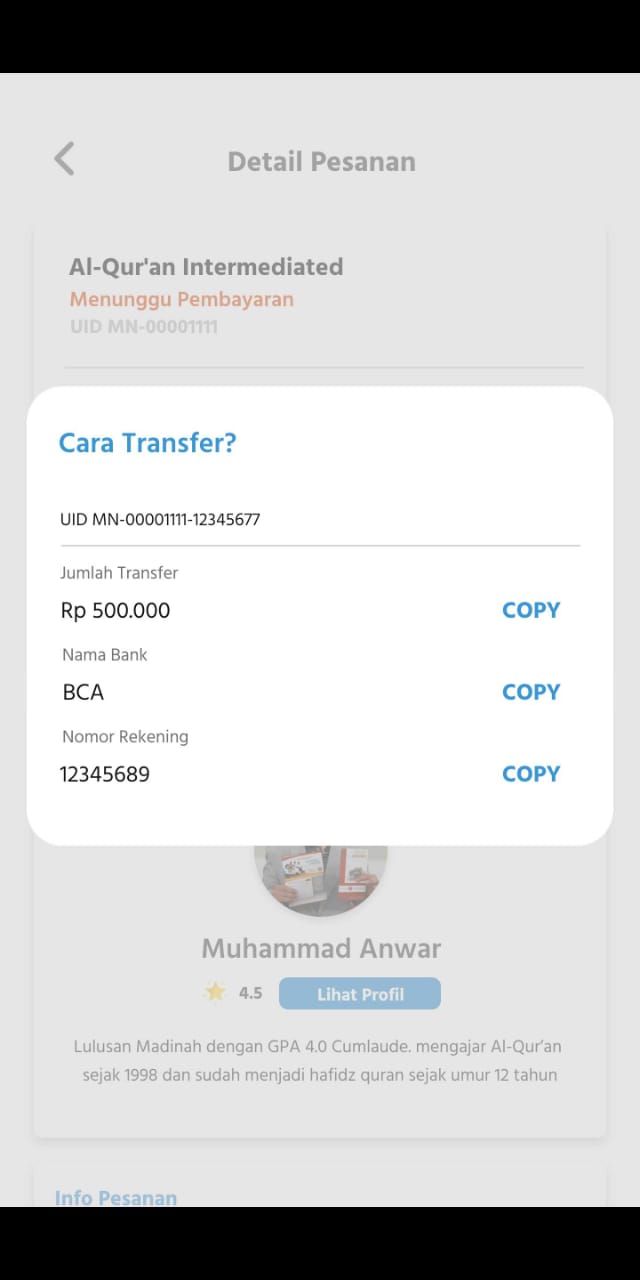 Detail Pesanan
Al-Qur'an Intermediated
Menunggu Pembayaran
UID MN-00001111
Cara Transfer?
UID MN-00001111-12345677
Jumlah Transfer
Rp 500.000 COPY
Nama Bank
BCA COPY
Nomor Rekening
12345689 COPY
Muhammad Anwar
4.5 Lihat Profil
Lulusan Madinah dengan GPA 4.0 Cumlaude. mengajar Al-Qur’an
sejak 1998 dan sudah menjadi hafidz quran sejak umur 12 tahun
Info Pesanan